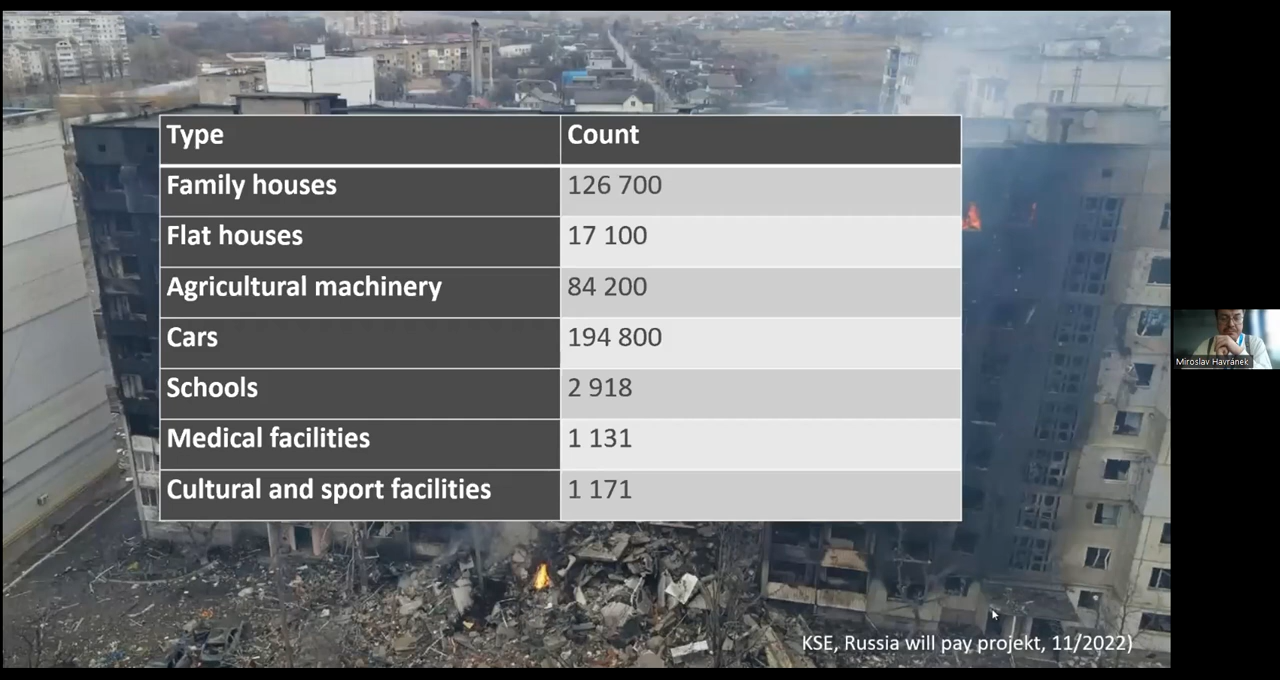 Type Count
Family houses 126 700
Flat houses 17 100
Agricultural machinery 84 200
Cars 194 800
Schools 2 918
Medical facilities 1 131
Cultural and sport facilities 1 171
Miroslav Havránek
KSE, Russia will pay projekt, 11/2022)